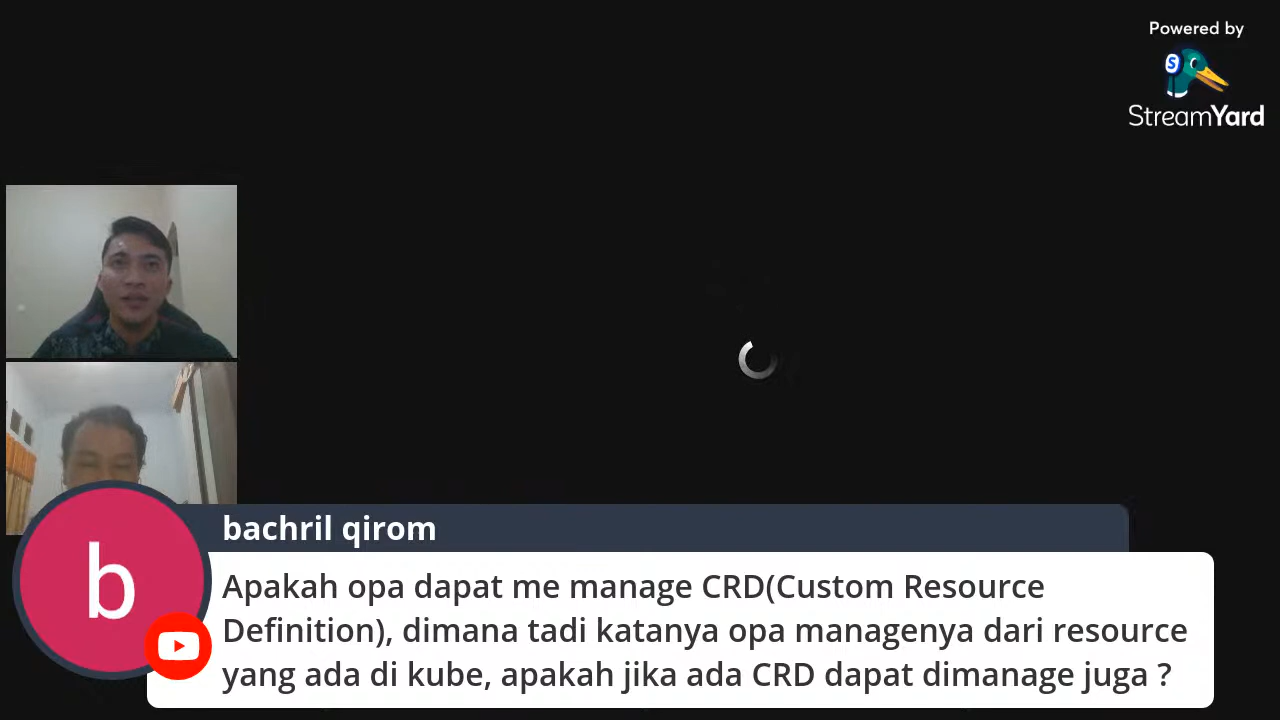 Powered by
S
StreamYard
bachril qirom
b
Apakah opa dapat me manage CRD(Custom Resource
Definition), dimana tadi katanya opa managenya dari resource
yang ada di kube, apakah jika ada CRD dapat dimanage juga ?